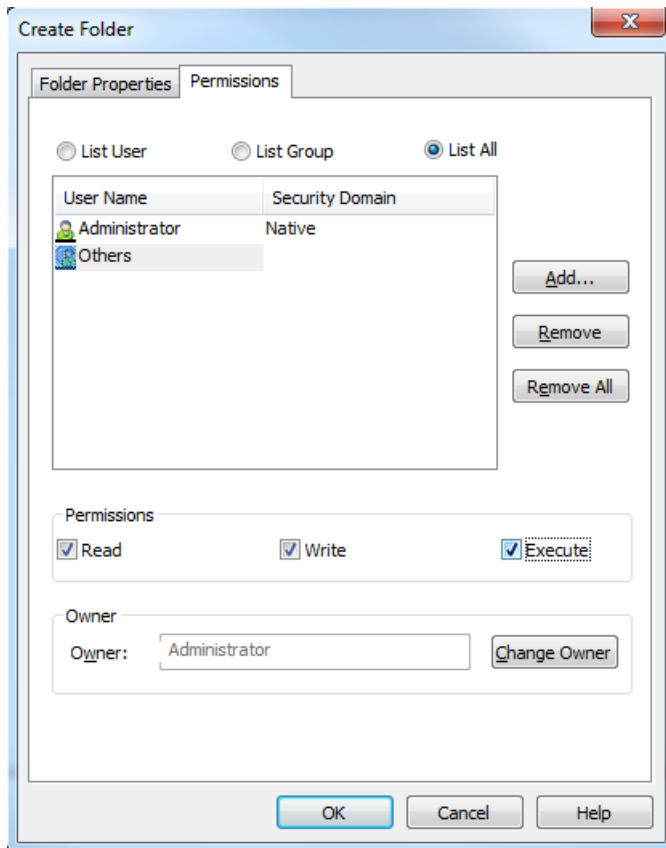 Create Folder
Folder Properties Permissions
List User List Group List All
User Name Security Domain
Administrator Native
Others
Add...
Remove
Remove All
Permissions
Read Write Execute
Owner
Owner: Administrator Change Owner
OK Cancel Help